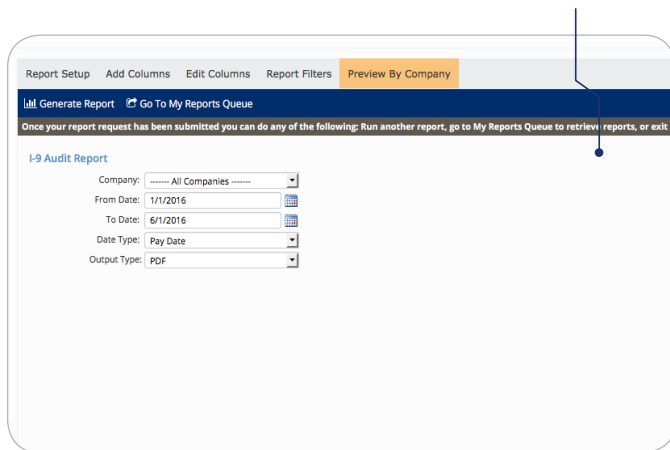 Report Setup Add Columns Edit Columns Report Filters Preview By Company
Generate Report Go To My Reports Queue
Once your report request has been submitted you can do any of the following: Run another report, go to My Reports Queue to retrieve reports, or exit
I-9 Audit Report
Company: ------- All Companies -------
From Date: 1/1/2016
To Date: 6/1/2016
Date Type: Pay Date
Output Type: PDF